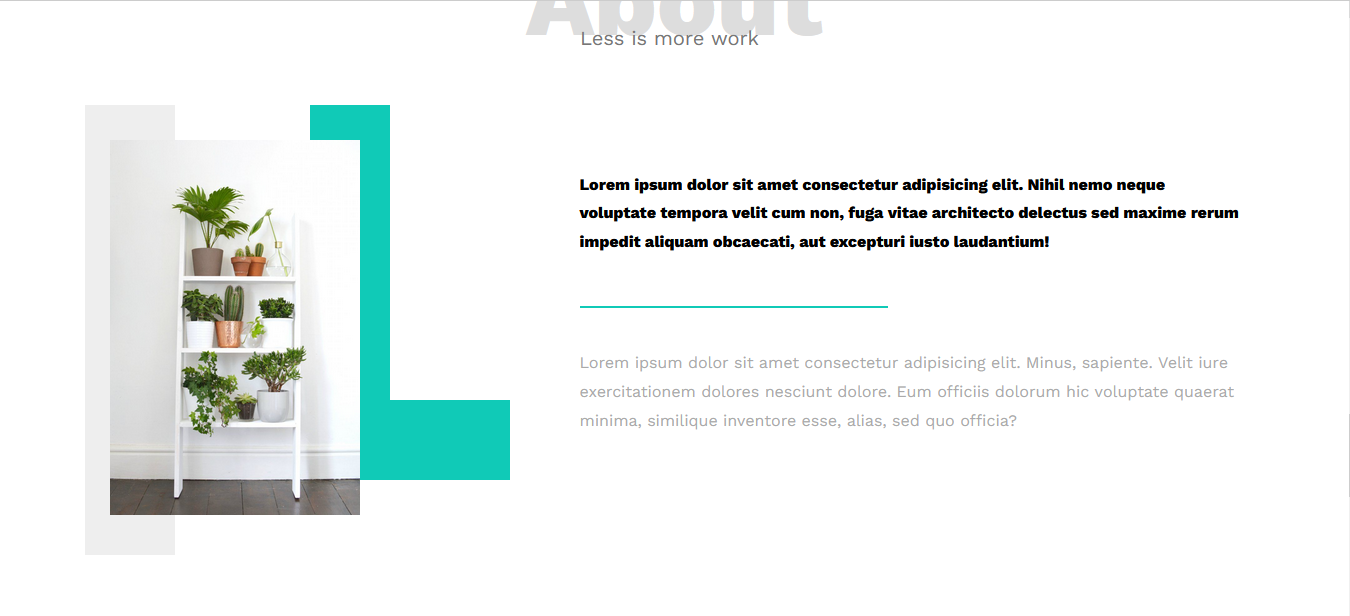 About
Less is more work
Lorem ipsum dolor sit amet consectetur adipisicing elit. Nihil nemo neque
voluptate tempora velit cum non, fuga vitae architecto delectus sed maxime rerum
impedit aliquam obcaecati, aut excepturi iusto laudantium!
Lorem ipsum dolor sit amet consectetur adipisicing elit. Minus, sapiente. Velit iure
exercitationem dolores nesciunt dolore. Eum officiis dolorum hic voluptate quaerat
minima, similique inventore esse, alias, sed quo officia?